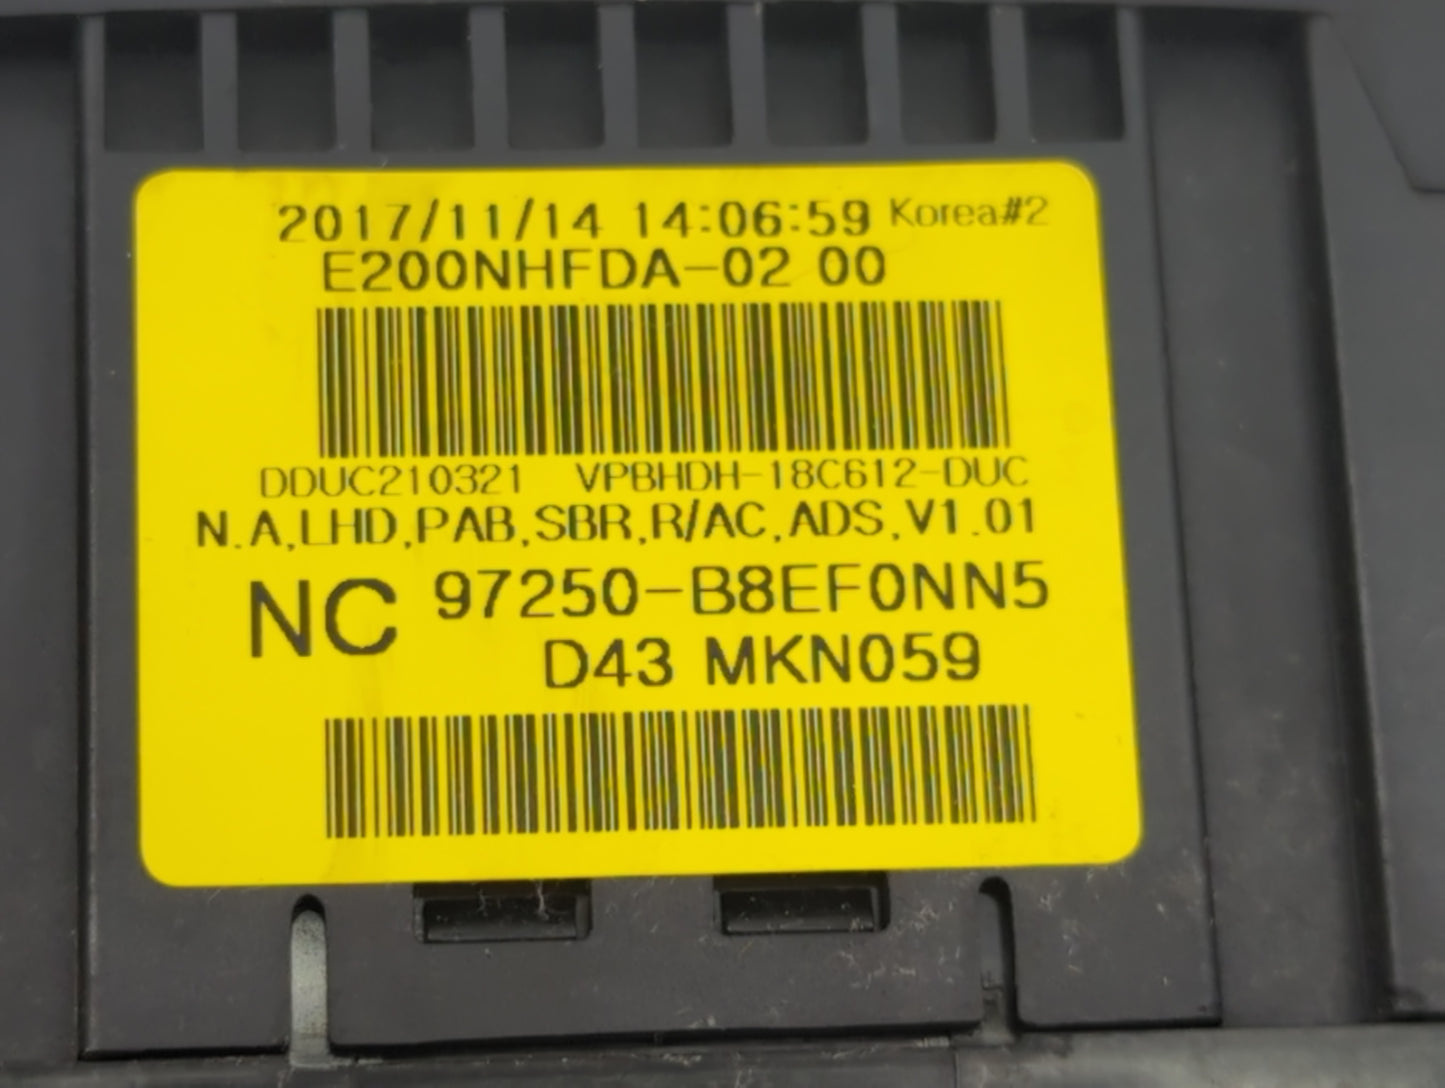 2017/11/14 14:06:59 Korea#2
E200NHFDA-02 00
DDUC210321 VPBHDH-18C612-DUC
N.A,LHD,PAB,SBR,R/AC,ADS,V1.01
NC 97250-B8EF0NN5
D43 MKN059